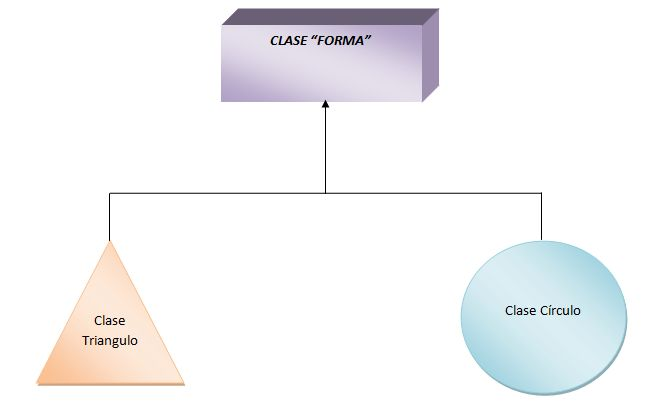 CLASE “FORMA”
Clase
Triangulo
Clase Círculo